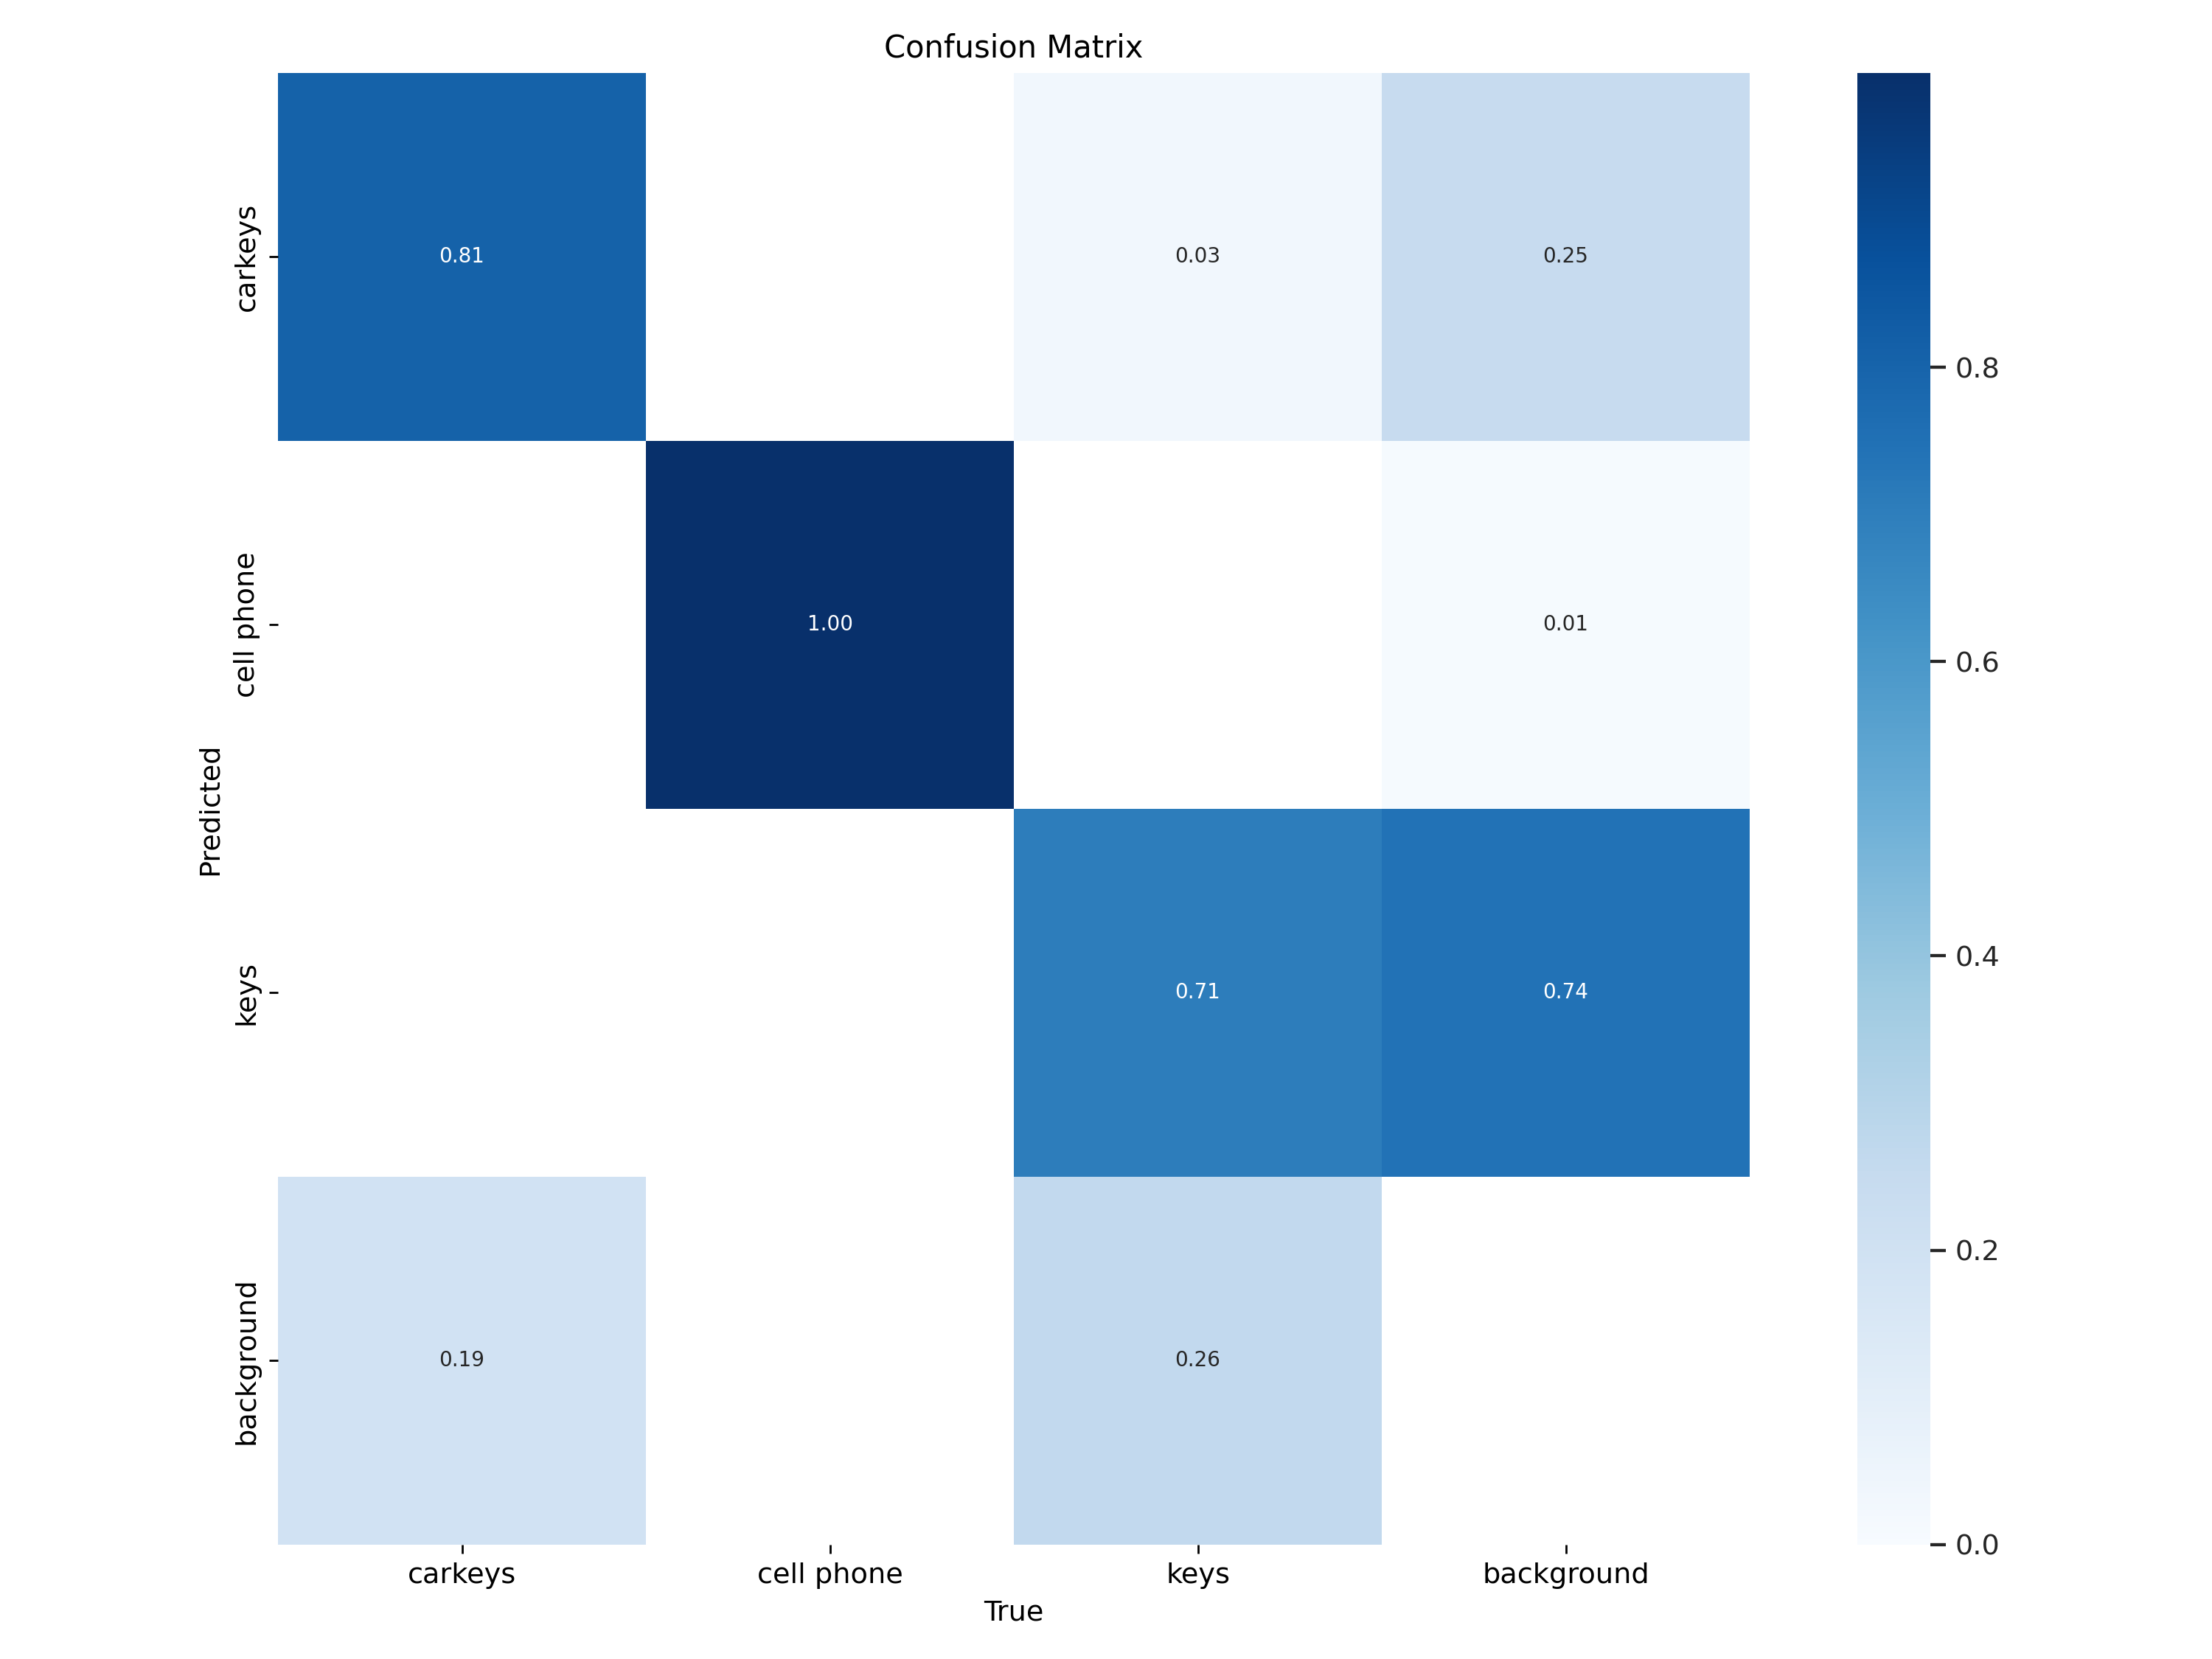 Confusion Matrix
carkeys
0.81
0.03
0.25
cell phone
1.00
0.01
keys
0.71
0.74
background
0.19
0.26
Predicted
carkeys
cell phone
keys
background
True
0.8
0.6
0.4
0.2
0.0